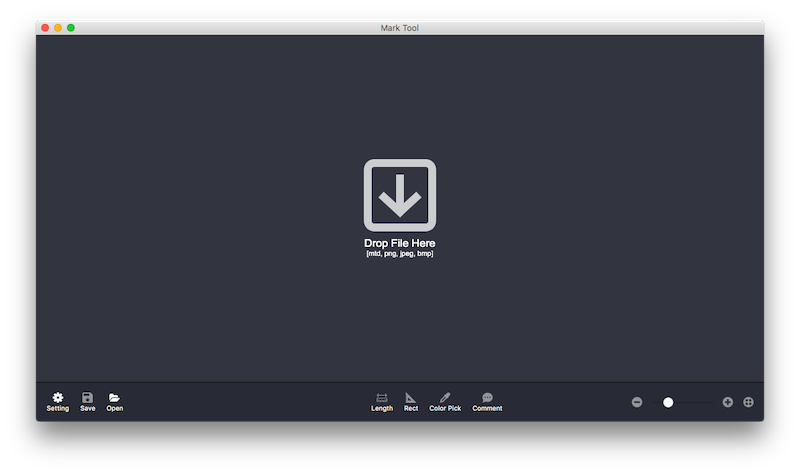 Mark Tool
Drop File Here
[mtd, png, jpeg, bmp]
Setting Save Open Length Rect Color Pick Comment